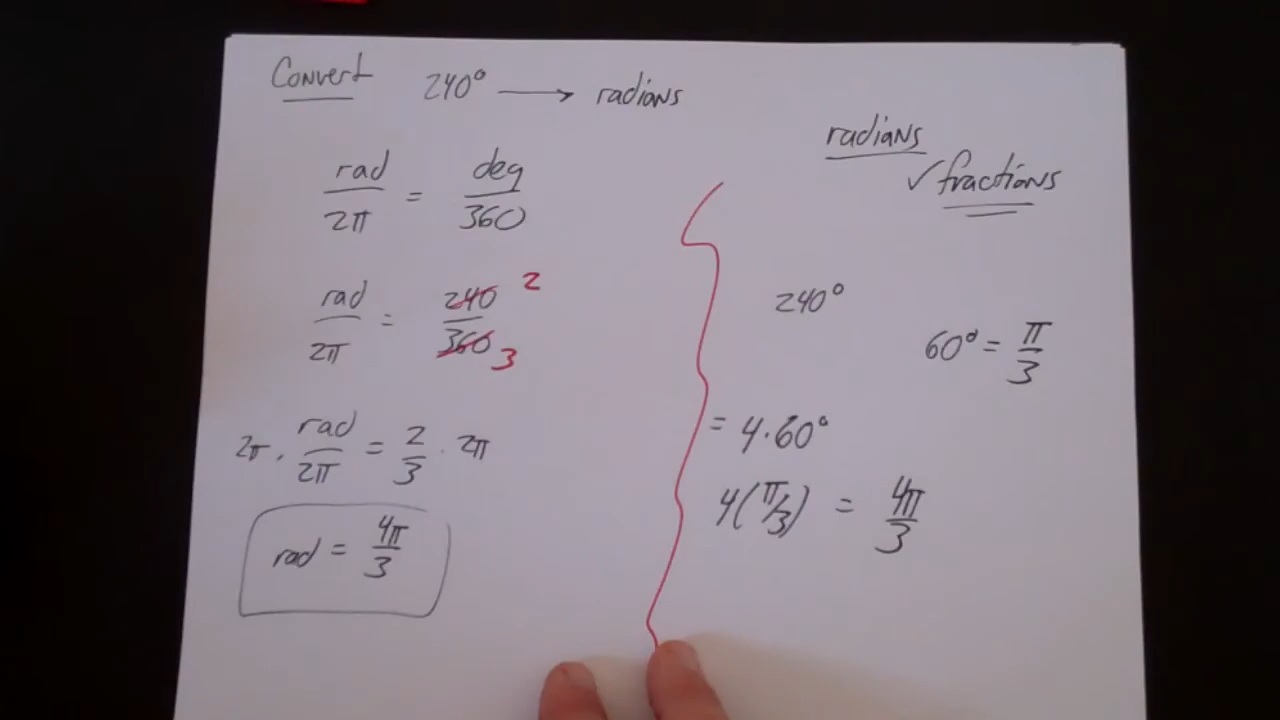 Convert 240° → radians
rad/2π = deg/360
rad/2π = 240/360 2 3
2π · rad/2π = 2/3 · 2π
rad = 4π/3
radians
✓ fractions
240°
60° = π/3
= 4·60°
4(π/3) = 4π/3